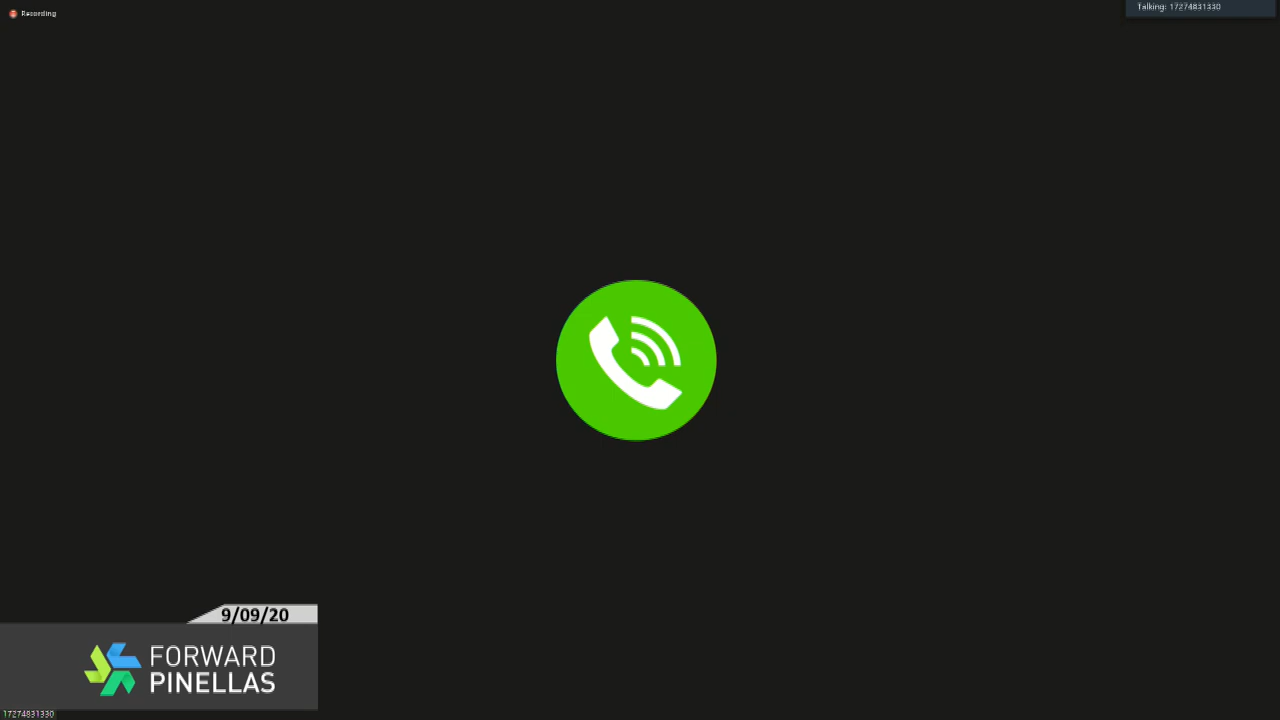 Recording
Talking: 17274831330
9/09/20
FORWARD
PINELLAS
17274831330